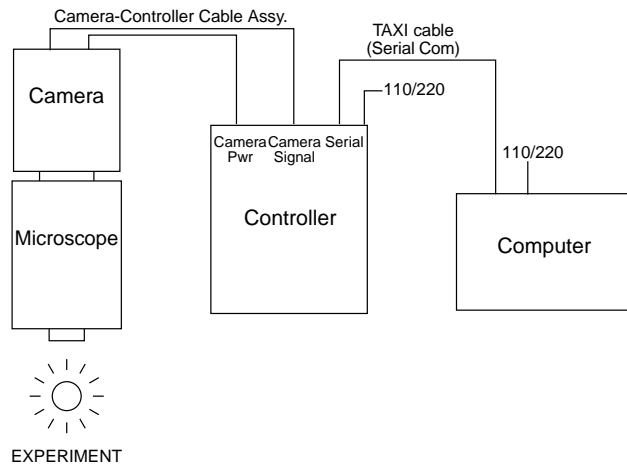 Camera-Controller Cable Assy.
TAXI cable
(Serial Com)
110/220
Camera
Camera Camera Serial
Pwr Signal
110/220
Controller
Microscope
Computer
EXPERIMENT